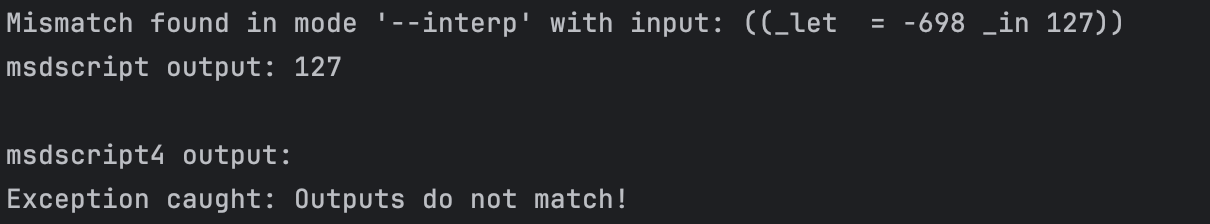 Mismatch found in mode '--interp' with input: ((_let  = -698 _in 127))
msdscript output: 127
msdscript4 output:
Exception caught: Outputs do not match!